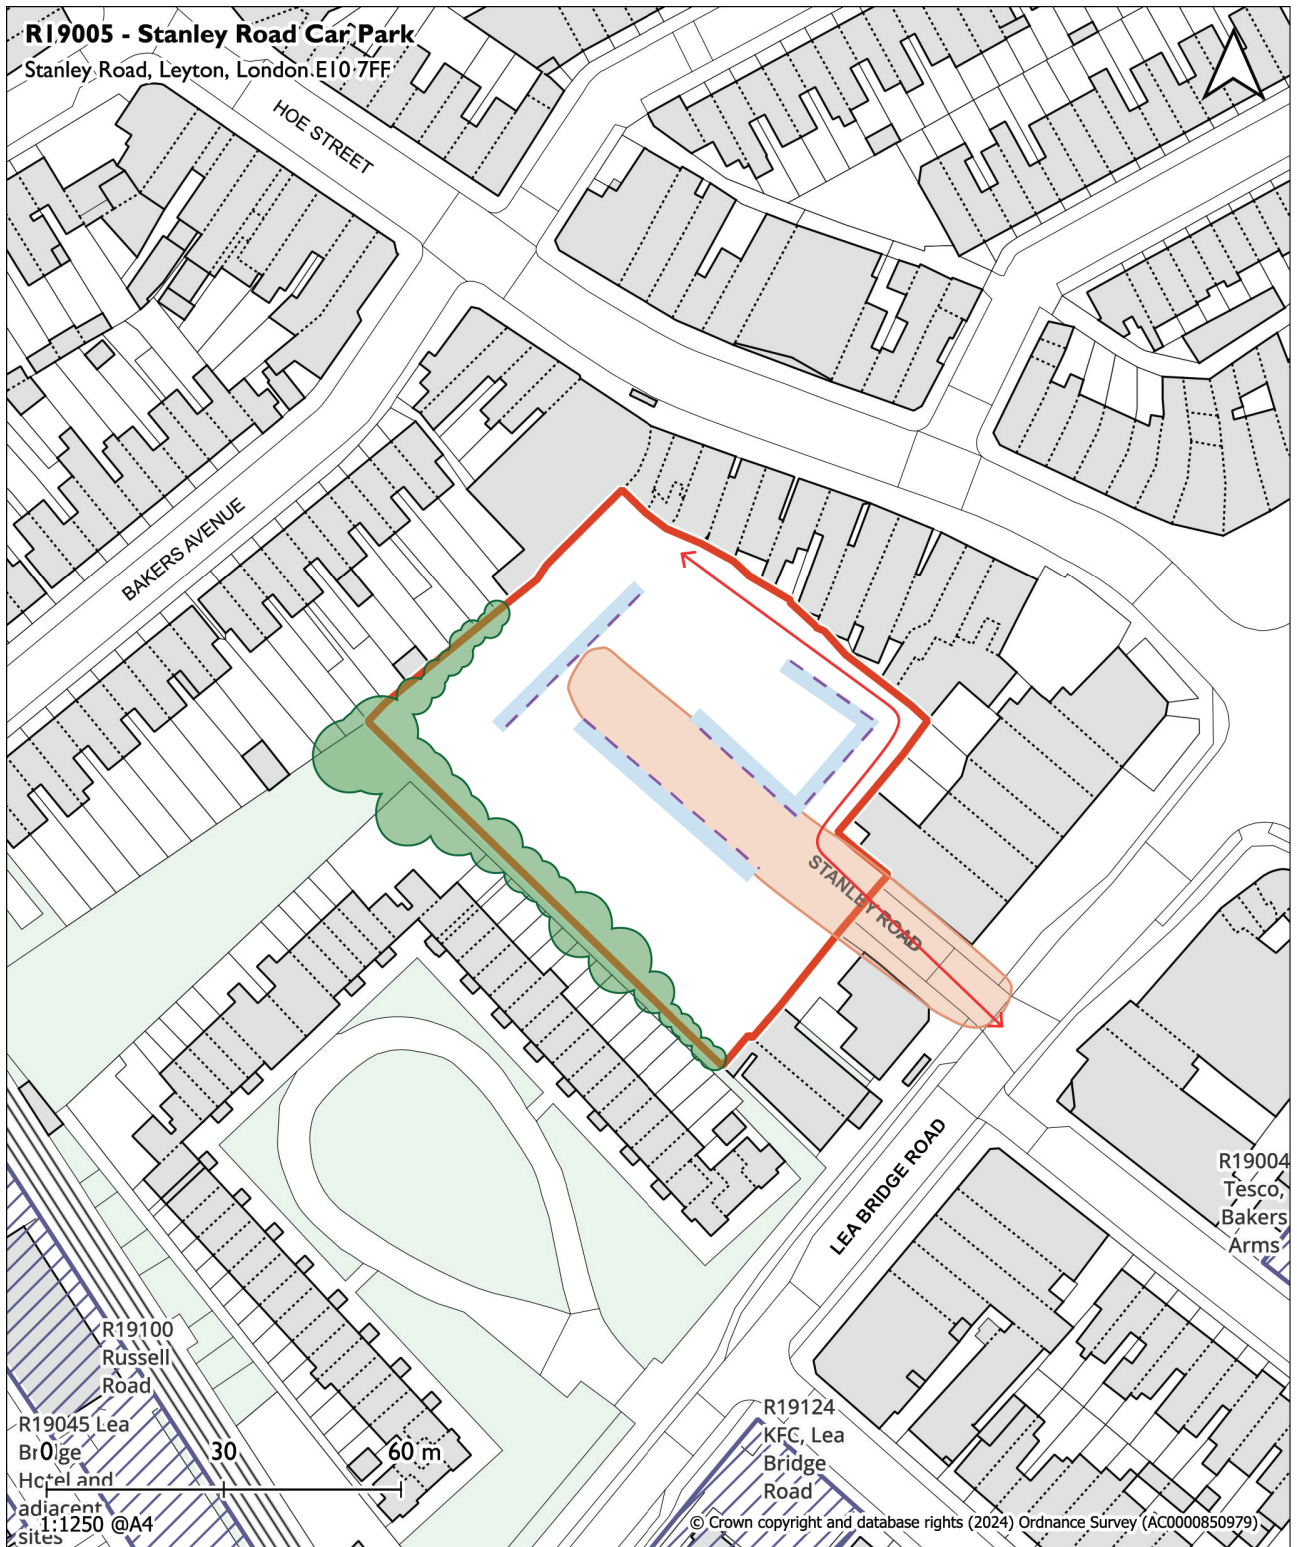 R19005 - Stanley Road Car Park
Stanley Road, Leyton, London E10 7FF
HOE STREET
BAKERS AVENUE
STANLEY ROAD
LEA BRIDGE ROAD
R19004
Tesco,
Bakers
Arms
R19100
Russell
Road
R19124
KFC, Lea
Bridge
Road
R19045 Lea
Bridge
Hotel and
adjacent
sites
0 30 60 m
1:1250 @A4
© Crown copyright and database rights (2024) Ordnance Survey (AC0000850979)